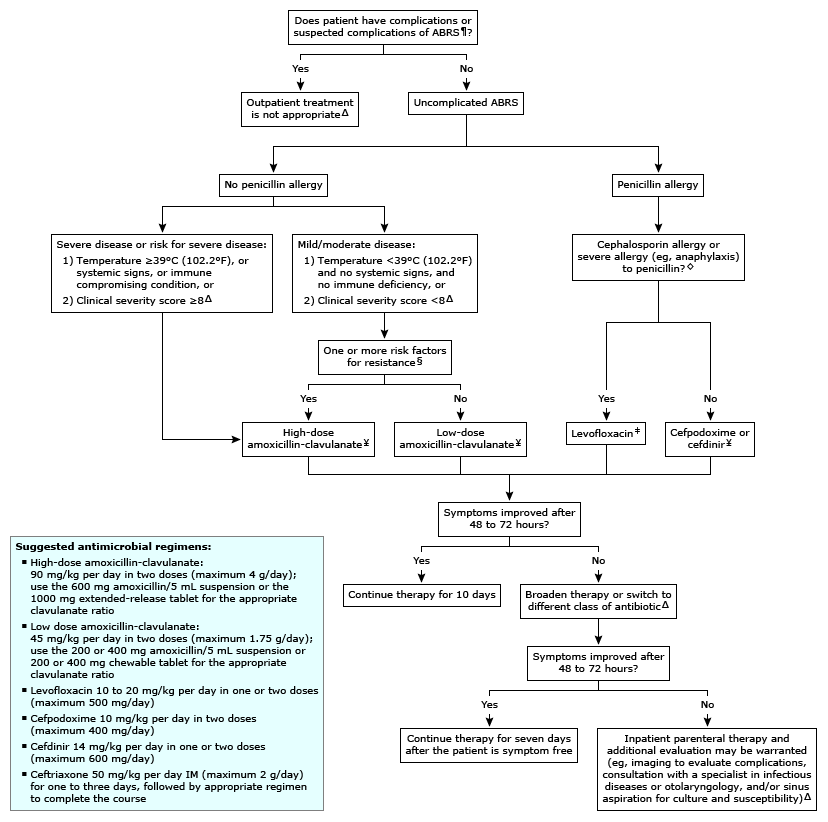 Does patient have complications or
suspected complications of ABRS¶?
Yes
No
Outpatient treatment
is not appropriateΔ
Uncomplicated ABRS
No penicillin allergy
Penicillin allergy
Severe disease or risk for severe disease:
1) Temperature ≥39ºC (102.2ºF), or
systemic signs, or immune
compromising condition, or
2) Clinical severity score ≥8Δ
Mild/moderate disease:
1) Temperature <39ºC (102.2ºF)
and no systemic signs, and
no immune deficiency, or
2) Clinical severity score <8Δ
Cephalosporin allergy or
severe allergy (eg, anaphylaxis)
to penicillin?◇
One or more risk factors
for resistance§
Yes
No
Yes
No
High-dose
amoxicillin-clavulanate¥
Low-dose
amoxicillin-clavulanate¥
Levofloxacin‡
Cefpodoxime or
cefdinir¥
Symptoms improved after
48 to 72 hours?
Yes
No
Continue therapy for 10 days
Broaden therapy or switch to
different class of antibioticΔ
Symptoms improved after
48 to 72 hours?
Yes
No
Continue therapy for seven days
after the patient is symptom free
Inpatient parenteral therapy and
additional evaluation may be warranted
(eg, imaging to evaluate complications,
consultation with a specialist in infectious
diseases or otolaryngology, and/or sinus
aspiration for culture and susceptibility)Δ
Suggested antimicrobial regimens:
▪ High-dose amoxicillin-clavulanate:
90 mg/kg per day in two doses (maximum 4 g/day);
use the 600 mg amoxicillin/5 mL suspension or the
1000 mg extended-release tablet for the appropriate
clavulanate ratio
▪ Low dose amoxicillin-clavulanate:
45 mg/kg per day in two doses (maximum 1.75 g/day);
use the 200 or 400 mg amoxicillin/5 mL suspension or
200 or 400 mg chewable tablet for the appropriate
clavulanate ratio
▪ Levofloxacin 10 to 20 mg/kg per day in one or two doses
(maximum 500 mg/day)
▪ Cefpodoxime 10 mg/kg per day in two doses
(maximum 400 mg/day)
▪ Cefdinir 14 mg/kg per day in one or two doses
(maximum 600 mg/day)
▪ Ceftriaxone 50 mg/kg per day IM (maximum 2 g/day)
for one to three days, followed by appropriate regimen
to complete the course